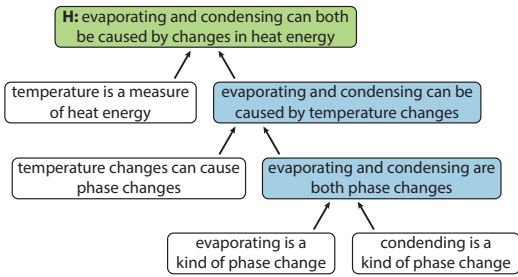 H: evaporating and condensing can both
be caused by changes in heat energy
temperature is a measure
of heat energy
evaporating and condensing can be
caused by temperature changes
temperature changes can cause
phase changes
evaporating and condensing are
both phase changes
evaporating is a
kind of phase change
condending is a
kind of phase change